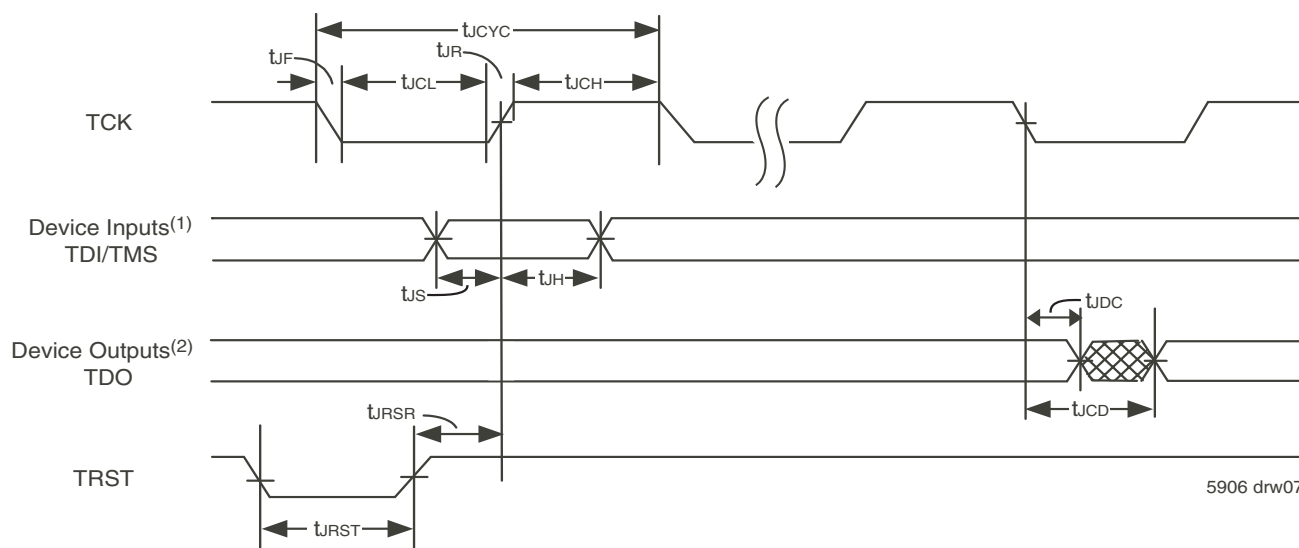 tJCYC
tJF
tJR
tJCL
tJCH
TCK
Device Inputs(1)
TDI/TMS
tJS
tJH
tJDC
Device Outputs(2)
TDO
tJCD
tJRSR
TRST
5906 drw07
tJRST